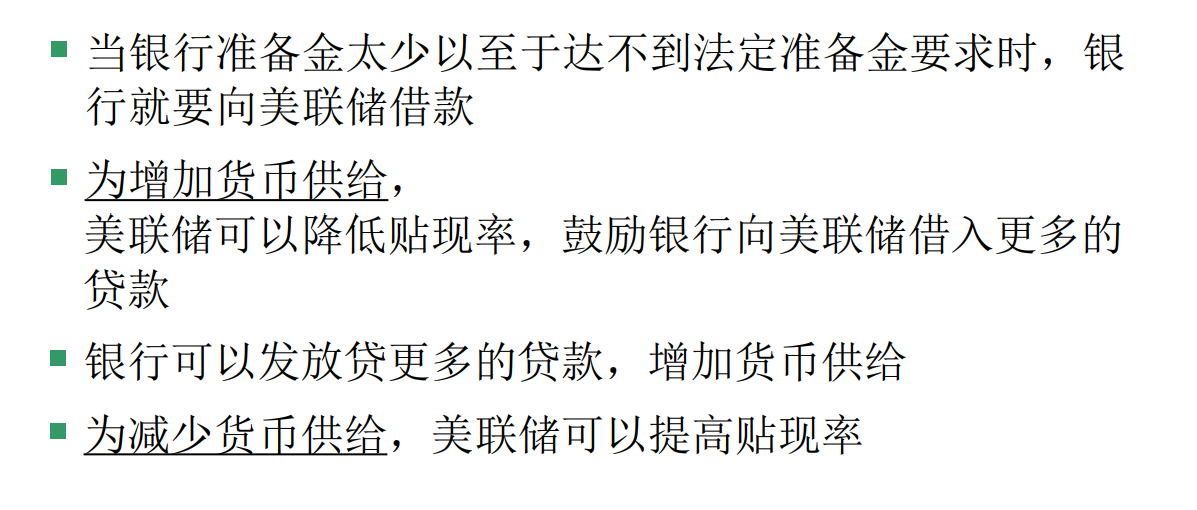 当银行准备金太少以至于达不到法定准备金要求时，银
行就要向美联储借款
为增加货币供给，
美联储可以降低贴现率，鼓励银行向美联储借入更多的
贷款
银行可以发放贷更多的贷款，增加货币供给
为减少货币供给，美联储可以提高贴现率